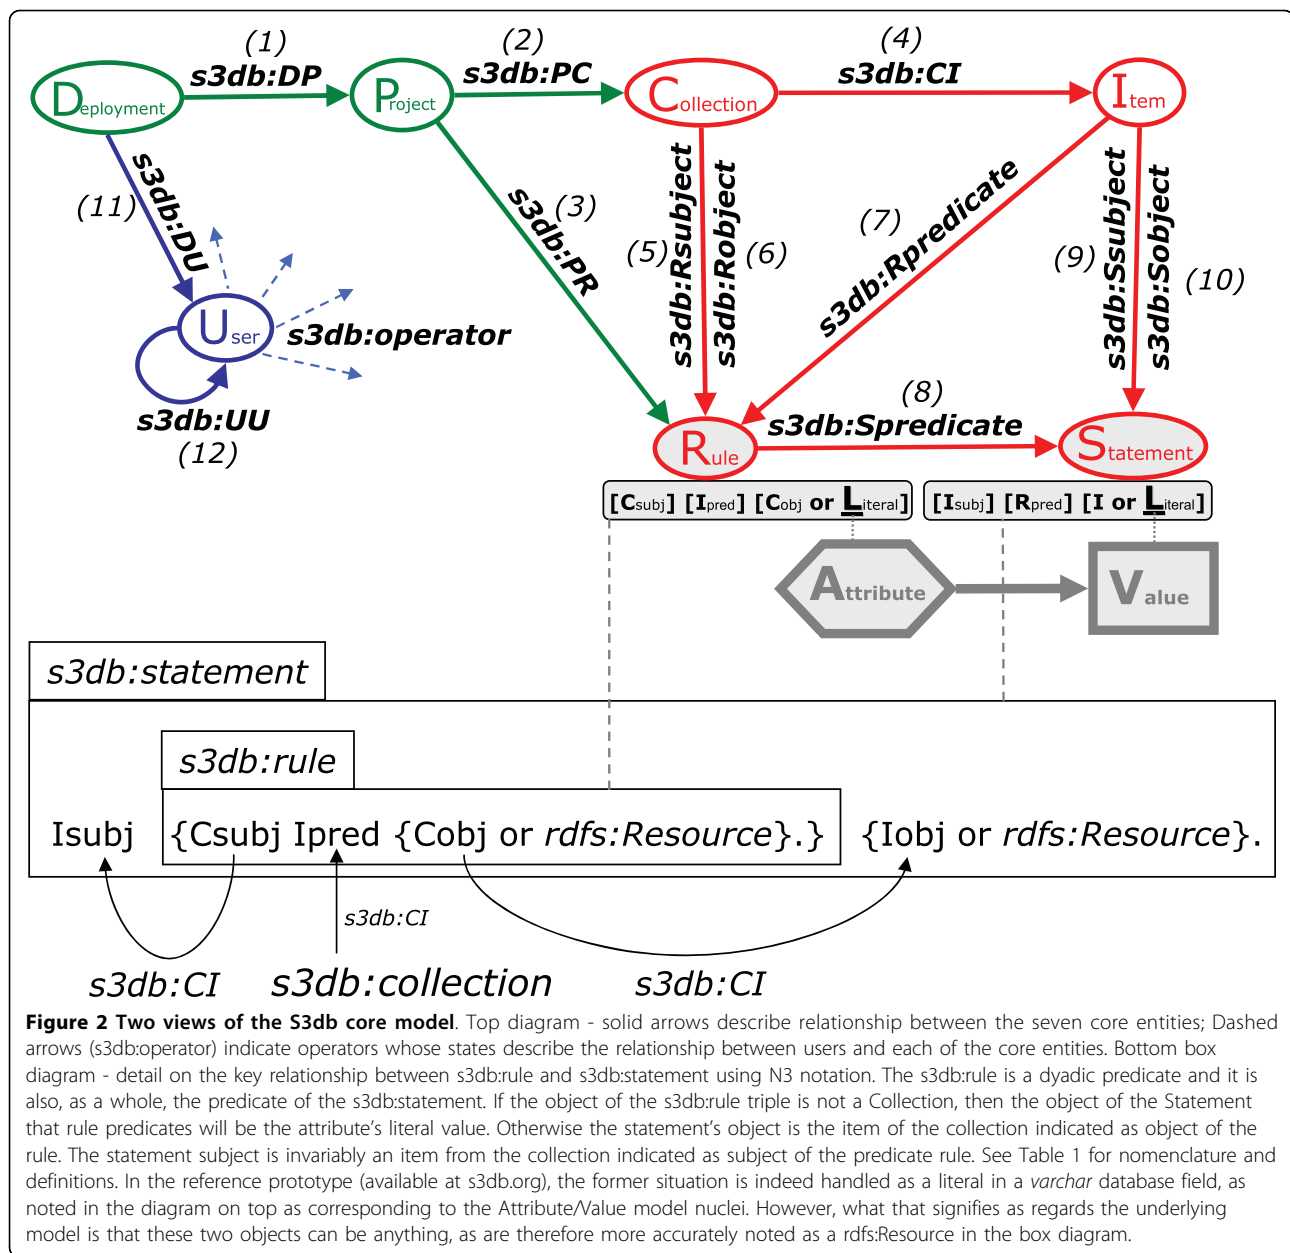 (1)
s3db:DP
(2)
s3db:PC
(4)
s3db:CI
Deployment
Project
Collection
Item
(11)
s3db:DU
(3)
s3db:PR
(5)
s3db:Rsubject
s3db:Robject
(6)
(7)
s3db:Rpredicate
(9)
s3db:Ssubject
s3db:Sobject
(10)
User
s3db:operator
s3db:UU
(12)
(8)
s3db:Spredicate
Rule
Statement
[Csubj] [Ipred] [Cobj or Literal]
[Isubj] [Rpred] [I or Literal]
Attribute
Value
s3db:statement
s3db:rule
Isubj {Csubj Ipred {Cobj or rdfs:Resource}.} {Iobj or rdfs:Resource}.
s3db:CI
s3db:CI
s3db:collection
s3db:CI
Figure 2 Two views of the S3db core model. Top diagram - solid arrows describe relationship between the seven core entities; Dashed
arrows (s3db:operator) indicate operators whose states describe the relationship between users and each of the core entities. Bottom box
diagram - detail on the key relationship between s3db:rule and s3db:statement using N3 notation. The s3db:rule is a dyadic predicate and it is
also, as a whole, the predicate of the s3db:statement. If the object of the s3db:rule triple is not a Collection, then the object of the Statement
that rule predicates will be the attribute's literal value. Otherwise the statement's object is the item of the collection indicated as object of the
rule. The statement subject is invariably an item from the collection indicated as subject of the predicate rule. See Table 1 for nomenclature and
definitions. In the reference prototype (available at s3db.org), the former situation is indeed handled as a literal in a varchar database field, as
noted in the diagram on top as corresponding to the Attribute/Value model nuclei. However, what that signifies as regards the underlying
model is that these two objects can be anything, as are therefore more accurately noted as a rdfs:Resource in the box diagram.